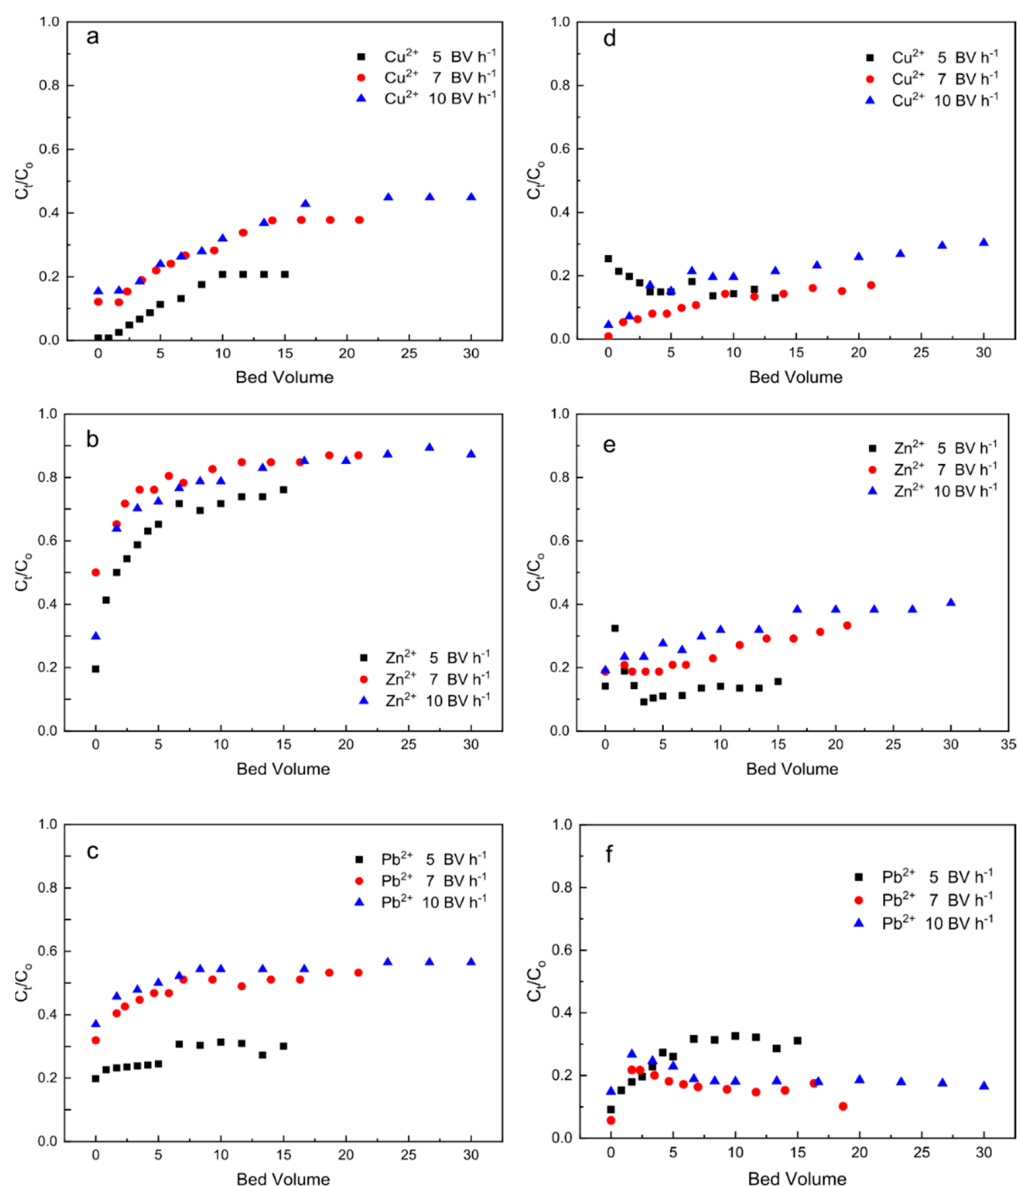 a
Cu²⁺ 5 BV h⁻¹
Cu²⁺ 7 BV h⁻¹
Cu²⁺ 10 BV h⁻¹
1.0
0.8
0.6
0.4
0.2
0.0
Cₜ/Cₒ
0 5 10 15 20 25 30
Bed Volume
d
Cu²⁺ 5 BV h⁻¹
Cu²⁺ 7 BV h⁻¹
Cu²⁺ 10 BV h⁻¹
1.0
0.8
0.6
0.4
0.2
0.0
Cₜ/Cₒ
0 5 10 15 20 25 30
Bed Volume
b
1.0
0.8
0.6
0.4
0.2
0.0
Cₜ/Cₒ
Zn²⁺ 5 BV h⁻¹
Zn²⁺ 7 BV h⁻¹
Zn²⁺ 10 BV h⁻¹
0 5 10 15 20 25 30
Bed Volume
e
Zn²⁺ 5 BV h⁻¹
Zn²⁺ 7 BV h⁻¹
Zn²⁺ 10 BV h⁻¹
1.0
0.8
0.6
0.4
0.2
0.0
Cₜ/Cₒ
0 5 10 15 20 25 30 35
Bed Volume
c
Pb²⁺ 5 BV h⁻¹
Pb²⁺ 7 BV h⁻¹
Pb²⁺ 10 BV h⁻¹
1.0
0.8
0.6
0.4
0.2
0.0
Cₜ/Cₒ
0 5 10 15 20 25 30
Bed Volume
f
Pb²⁺ 5 BV h⁻¹
Pb²⁺ 7 BV h⁻¹
Pb²⁺ 10 BV h⁻¹
1.0
0.8
0.6
0.4
0.2
0.0
Cₜ/Cₒ
0 5 10 15 20 25 30
Bed Volume